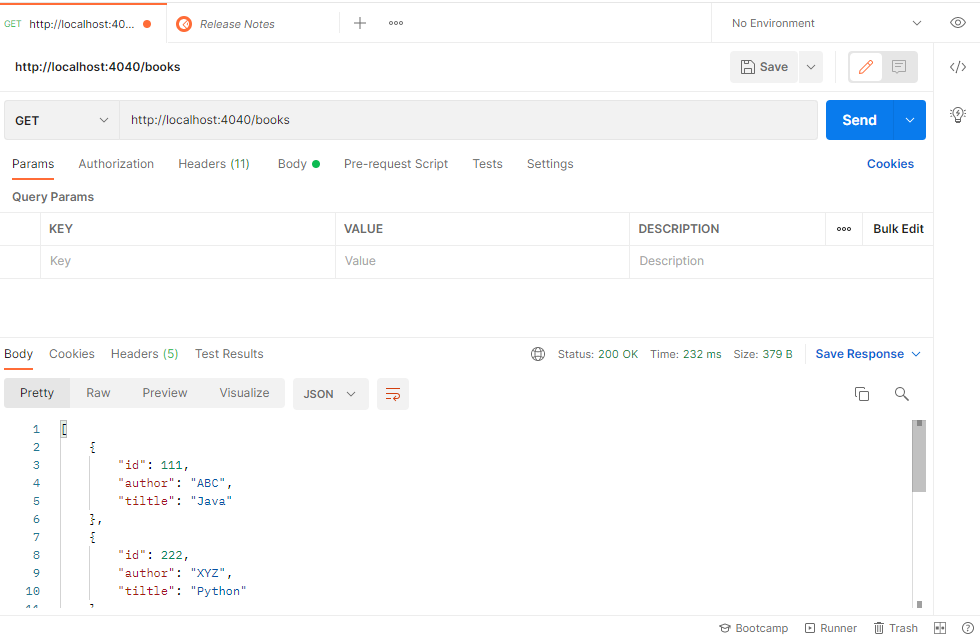 GET http://localhost:40... Release Notes No Environment
http://localhost:4040/books Save
GET http://localhost:4040/books Send
Params Authorization Headers (11) Body Pre-request Script Tests Settings Cookies
Query Params
KEY VALUE DESCRIPTION Bulk Edit
Key Value Description
Body Cookies Headers (5) Test Results Status: 200 OK Time: 232 ms Size: 379 B Save Response
Pretty Raw Preview Visualize JSON
1 [
2 {
3 "id": 111,
4 "author": "ABC",
5 "tiltle": "Java"
6 },
7 {
8 "id": 222,
9 "author": "XYZ",
10 "tiltle": "Python"
Bootcamp Runner Trash